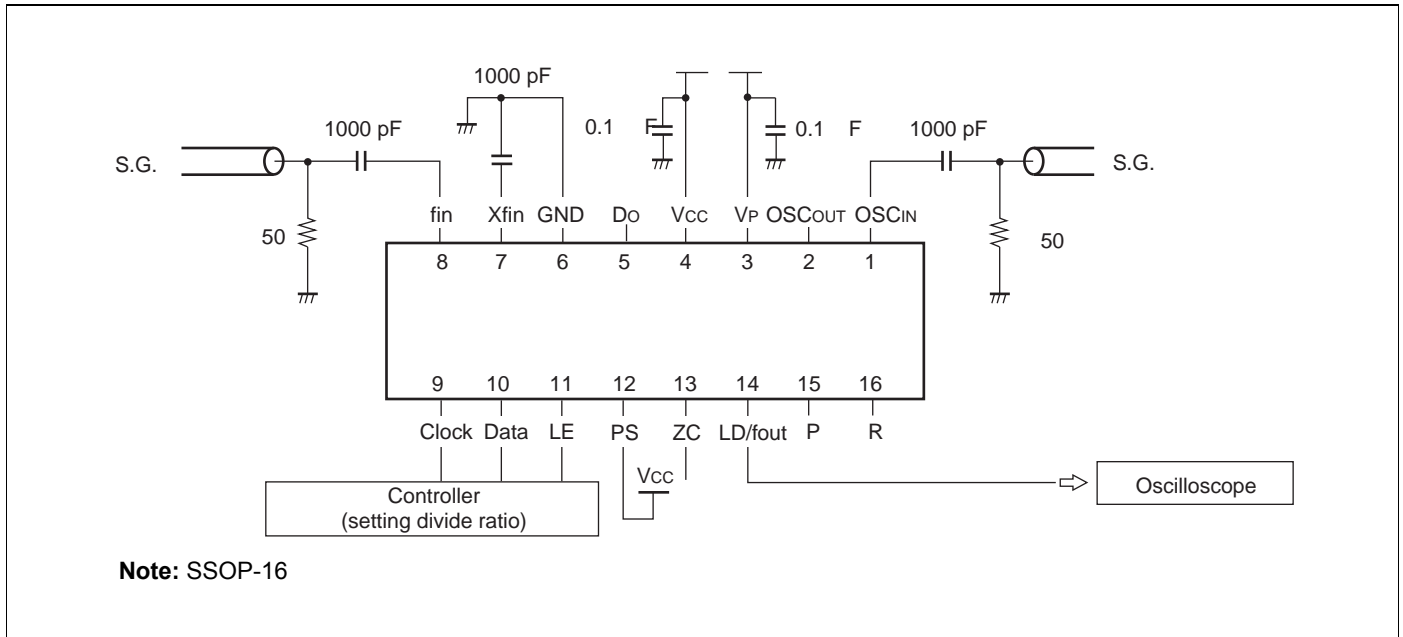 1000 pF
1000 pF
0.1 F
0.1 F
1000 pF
S.G.
S.G.
50
50
fin Xfin GND DO VCC VP OSCOUT OSCIN
8 7 6 5 4 3 2 1
9 10 11 12 13 14 15 16
Clock Data LE PS ZC LD/fout P R
VCC
Controller
(setting divide ratio)
Oscilloscope
Note: SSOP-16